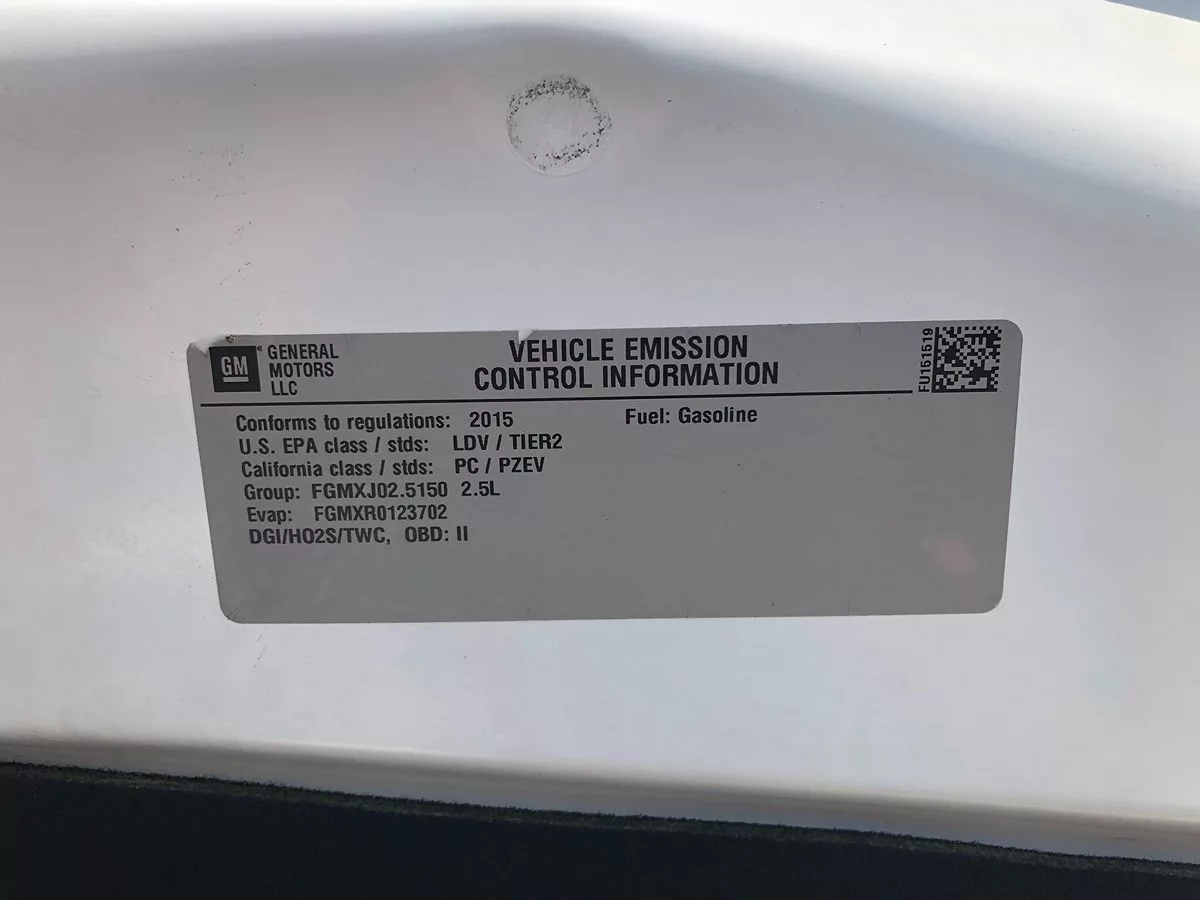 GM
GENERAL
MOTORS
LLC
VEHICLE EMISSION
CONTROL INFORMATION
FU151519
Conforms to regulations: 2015 Fuel: Gasoline
U.S. EPA class / stds: LDV / TIER2
California class / stds: PC / PZEV
Group: FGMXJ02.5150 2.5L
Evap: FGMXR0123702
DGI/HO2S/TWC, OBD: II